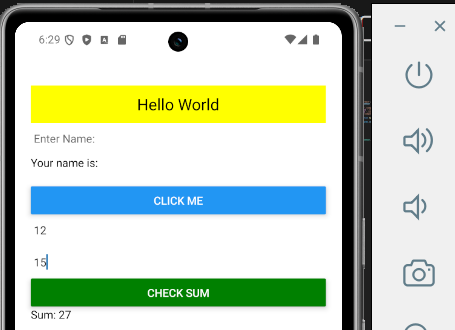 6:29
Hello World
Enter Name:
Your name is:
CLICK ME
12
15
CHECK SUM
Sum: 27